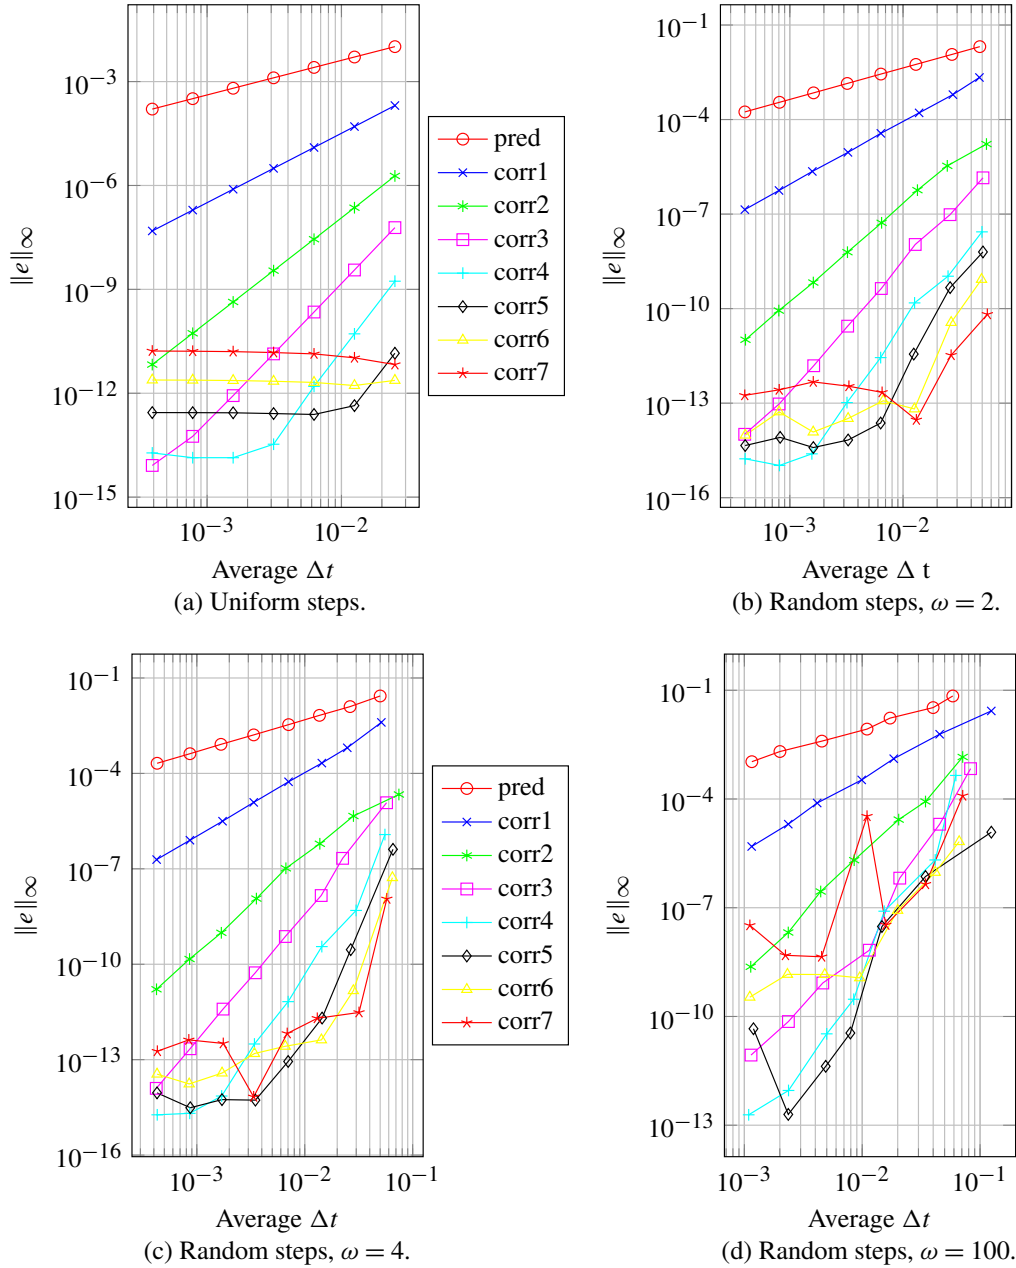 10^{-3}
10^{-6}
10^{-9}
10^{-12}
10^{-15}
‖e‖_∞
10^{-3}
10^{-2}
Average Δt
(a) Uniform steps.
pred
corr1
corr2
corr3
corr4
corr5
corr6
corr7
10^{-1}
10^{-4}
10^{-7}
10^{-10}
10^{-13}
10^{-16}
‖e‖_∞
10^{-3}
10^{-2}
Average Δ t
(b) Random steps, ω = 2.
10^{-1}
10^{-4}
10^{-7}
10^{-10}
10^{-13}
10^{-16}
‖e‖_∞
10^{-3}
10^{-2}
10^{-1}
Average Δt
(c) Random steps, ω = 4.
pred
corr1
corr2
corr3
corr4
corr5
corr6
corr7
10^{-1}
10^{-4}
10^{-7}
10^{-10}
10^{-13}
‖e‖_∞
10^{-3}
10^{-2}
10^{-1}
Average Δt
(d) Random steps, ω = 100.